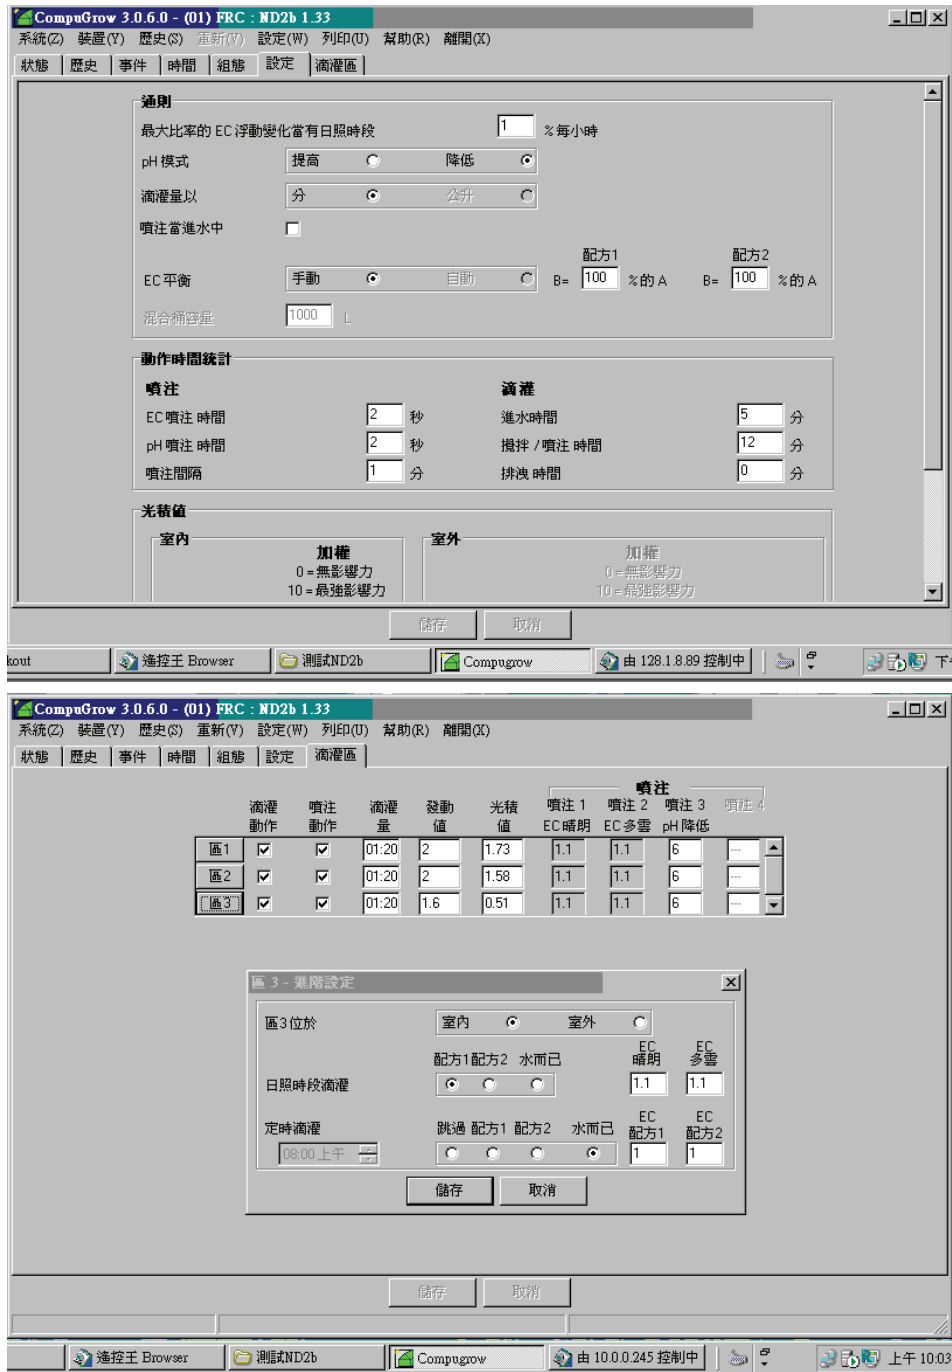 CompuGrow 3.0.6.0 - (01) FRC : ND2b 1.33
系統(Z) 裝置(Y) 歷史(S) 重新(V) 設定(W) 列印(U) 幫助(R) 離開(X)
狀態 歷史 事件 時間 組態 設定 滴灌區
通則
最大比率的 EC 浮動變化當有日照時段 1 %每小時
pH 模式 提高 降低
滴灌量以 分 公升
噴注當進水中
配方1 配方2
EC 平衡 手動 自動 B= 100 %的 A B= 100 %的 A
混合桶容量 1000 L
動作時間統計
噴注 滴灌
EC 噴注 時間 2 秒 進水時間 5 分
pH 噴注 時間 2 秒 攪拌 / 噴注 時間 12 分
噴注間隔 1 分 排洩 時間 0 分
光積值
室內 室外
加權 加權
0 = 無影響力 0 = 無影響力
10 = 最強影響力 10 = 最強影響力
儲存 取消
kout 遙控王 Browser 測試ND2b Compugrow 由 128.1.8.89 控制中 下午
CompuGrow 3.0.6.0 - (01) FRC : ND2b 1.33
系統(Z) 裝置(Y) 歷史(S) 重新(V) 設定(W) 列印(U) 幫助(R) 離開(X)
狀態 歷史 事件 時間 組態 設定 滴灌區
噴注
滴灌 噴注 滴灌 發動 光積 噴注 1 噴注 2 噴注 3 噴注 4
動作 動作 量 值 值 EC 晴朗 EC 多雲 pH 降低
區1 01:20 2 1.73 1.1 1.1 6 ---
區2 01:20 2 1.58 1.1 1.1 6 ---
區3 01:20 1.6 0.51 1.1 1.1 6 ---
區 3 - 進階設定
區3位於 室內 室外
配方1 配方2 水而已 EC 晴朗 EC 多雲
日照時段滴灌 1.1 1.1
定時滴灌 跳過 配方1 配方2 水而已 EC 配方1 EC 配方2
08:00 上午 1 1
儲存 取消
儲存 取消
遙控王 Browser 測試ND2b Compugrow 由 10.0.0.245 控制中 上午 10:09